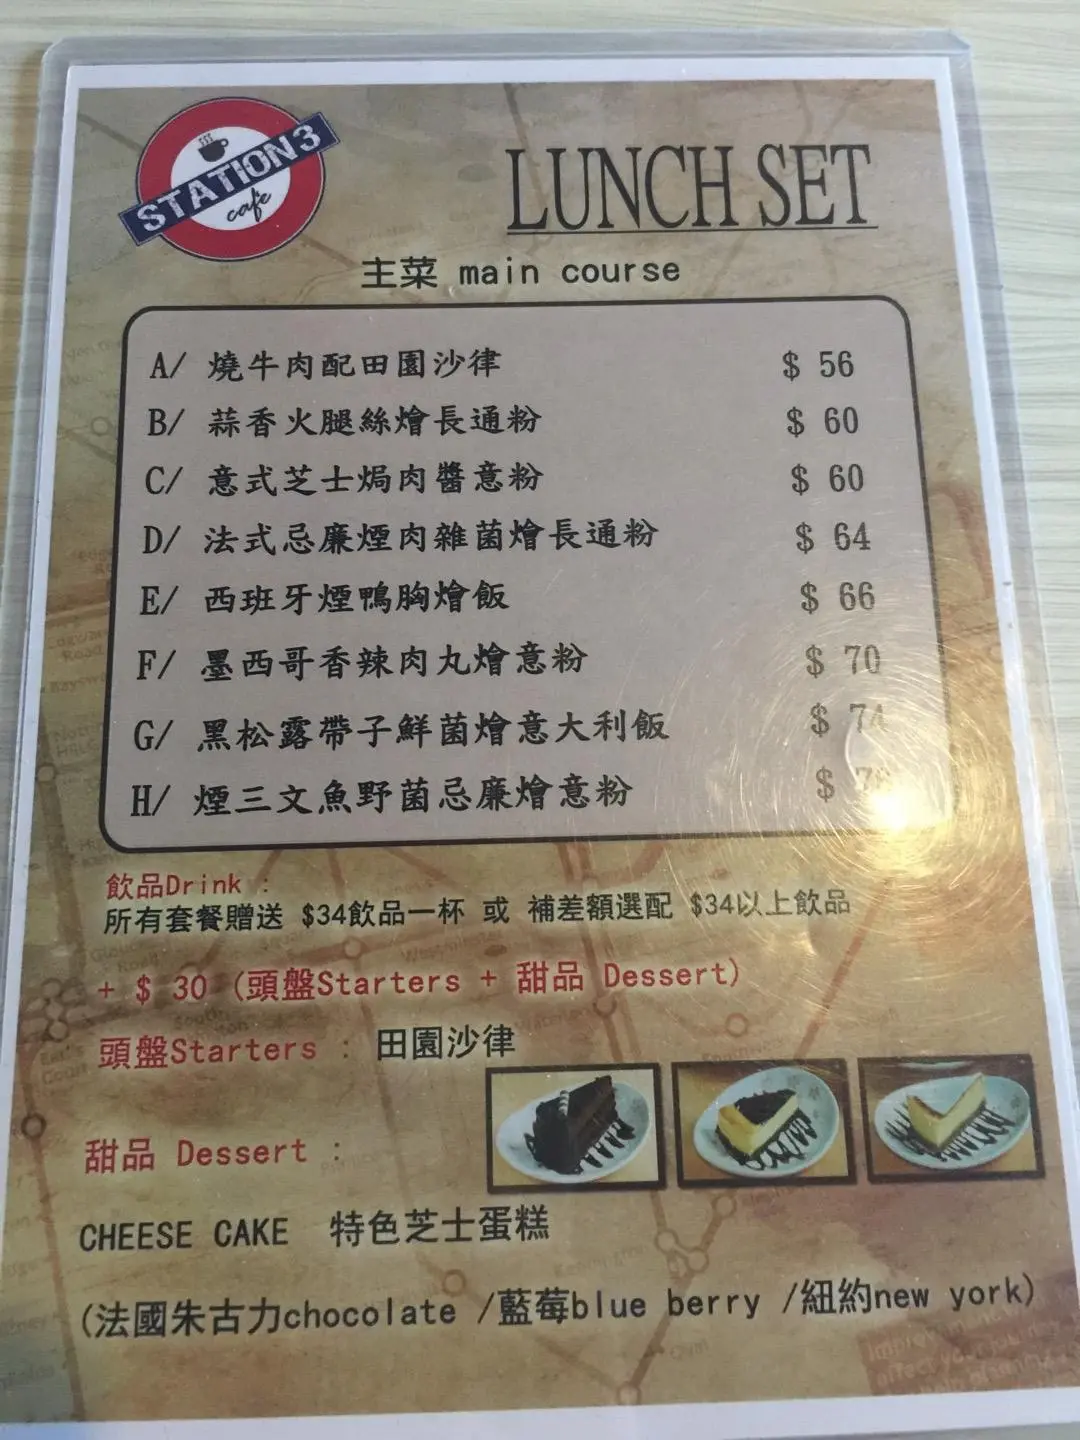 STATION3
cafe
LUNCH SET
主菜 main course
A/ 燒牛肉配田園沙律 $ 56
B/ 蒜香火腿絲燴長通粉 $ 60
C/ 意式芝士焗肉醬意粉 $ 60
D/ 法式忌廉煙肉雜菌燴長通粉 $ 64
E/ 西班牙煙鴨胸燴飯 $ 66
F/ 墨西哥香辣肉丸燴意粉 $ 70
G/ 黑松露帶子鮮菌燴意大利飯 $ 74
H/ 煙三文魚野菌忌廉燴意粉 $
飲品Drink :
所有套餐贈送 $34飲品一杯 或 補差額選配 $34以上飲品
+ $ 30 (頭盤Starters + 甜品 Dessert)
頭盤Starters : 田園沙律
甜品 Dessert :
CHEESE CAKE 特色芝士蛋糕
(法國朱古力chocolate /藍莓blue berry /紐約new york)